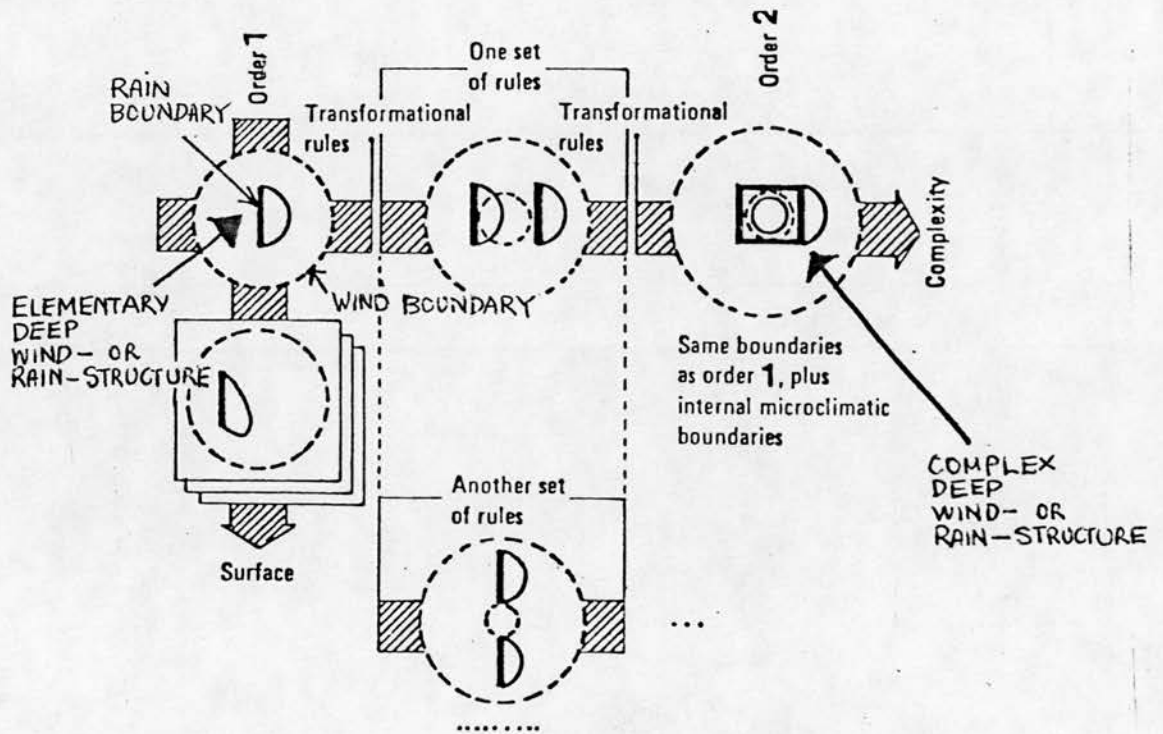 Order 1
RAIN
BOUNDARY
Transformational
rules
One set
of rules
Transformational
rules
Order 2
Complexity
ELEMENTARY
DEEP
WIND- OR
RAIN-STRUCTURE
WIND BOUNDARY
Same boundaries
as order 1, plus
internal microclimatic
boundaries
COMPLEX
DEEP
WIND- OR
RAIN-STRUCTURE
Surface
Another set
of rules
...
.........